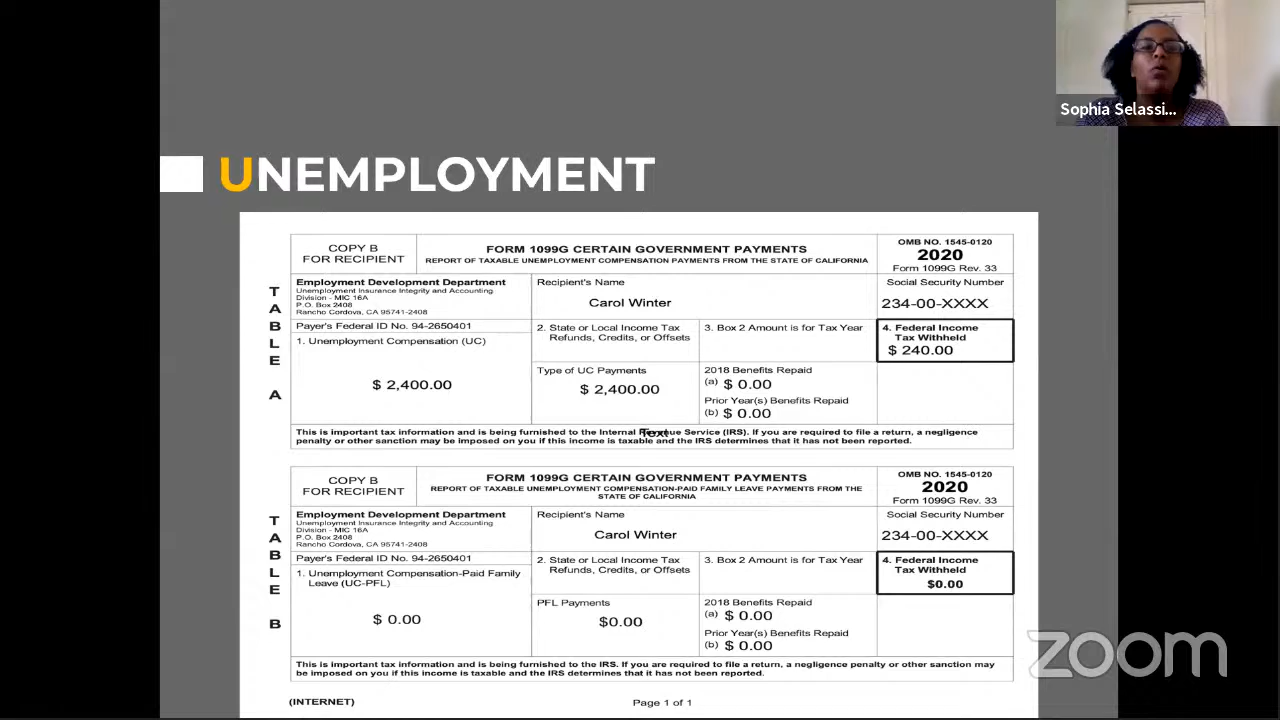 Sophia Selassi...
UNEMPLOYMENT
COPY B
FOR RECIPIENT
FORM 1099G CERTAIN GOVERNMENT PAYMENTS
REPORT OF TAXABLE UNEMPLOYMENT COMPENSATION PAYMENTS FROM THE STATE OF CALIFORNIA
OMB NO. 1545-0120
2020
Form 1099G Rev. 33
TABLE A
Employment Development Department
Unemployment Insurance Integrity and Accounting
Division - MIC 16A
P.O. Box 2408
Rancho Cordova, CA 95741-2408
Recipient's Name
Carol Winter
Social Security Number
234-00-XXXX
Payer's Federal ID No. 94-2650401
1. Unemployment Compensation (UC)
$ 2,400.00
2. State or Local Income Tax
Refunds, Credits, or Offsets
3. Box 2 Amount is for Tax Year
4. Federal Income
Tax Withheld
$ 240.00
Type of UC Payments
$ 2,400.00
2018 Benefits Repaid
(a) $ 0.00
Prior Year(s) Benefits Repaid
(b) $ 0.00
This is important tax information and is being furnished to the Internal Service (IRS). If you are required to file a return, a negligence
Text
penalty or other sanction may be imposed on you if this income is taxable and the IRS determines that it has not been reported.
COPY B
FOR RECIPIENT
FORM 1099G CERTAIN GOVERNMENT PAYMENTS
REPORT OF TAXABLE UNEMPLOYMENT COMPENSATION-PAID FAMILY LEAVE PAYMENTS FROM THE
STATE OF CALIFORNIA
OMB NO. 1545-0120
2020
Form 1099G Rev. 33
TABLE B
Employment Development Department
Unemployment Insurance Integrity and Accounting
Division - MIC 16A
P.O. Box 2408
Rancho Cordova, CA 95741-2408
Recipient's Name
Carol Winter
Social Security Number
234-00-XXXX
Payer's Federal ID No. 94-2650401
1. Unemployment Compensation-Paid Family
Leave (UC-PFL)
$ 0.00
2. State or Local Income Tax
Refunds, Credits, or Offsets
3. Box 2 Amount is for Tax Year
4. Federal Income
Tax Withheld
$0.00
PFL Payments
$0.00
2018 Benefits Repaid
(a) $ 0.00
Prior Year(s) Benefits Repaid
(b) $ 0.00
This is important tax information and is being furnished to the IRS. If you are required to file a return, a negligence penalty or other sanction may
be imposed on you if this income is taxable and the IRS determines that it has not been reported.
(INTERNET)
Page 1 of 1
zoom